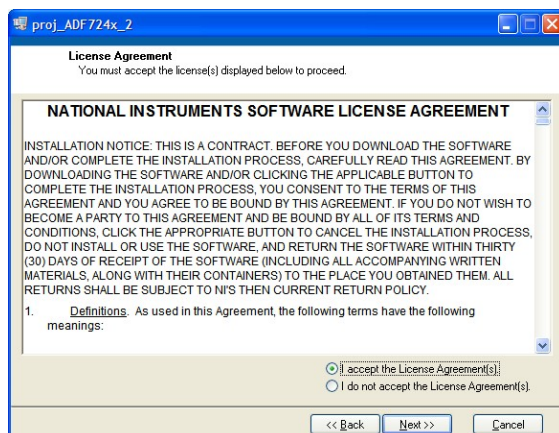 proj_ADF724x_2
License Agreement
You must accept the license(s) displayed below to proceed.
NATIONAL INSTRUMENTS SOFTWARE LICENSE AGREEMENT
INSTALLATION NOTICE: THIS IS A CONTRACT. BEFORE YOU DOWNLOAD THE SOFTWARE
AND/OR COMPLETE THE INSTALLATION PROCESS, CAREFULLY READ THIS AGREEMENT. BY
DOWNLOADING THE SOFTWARE AND/OR CLICKING THE APPLICABLE BUTTON TO
COMPLETE THE INSTALLATION PROCESS, YOU CONSENT TO THE TERMS OF THIS
AGREEMENT AND YOU AGREE TO BE BOUND BY THIS AGREEMENT. IF YOU DO NOT WISH TO
BECOME A PARTY TO THIS AGREEMENT AND BE BOUND BY ALL OF ITS TERMS AND
CONDITIONS, CLICK THE APPROPRIATE BUTTON TO CANCEL THE INSTALLATION PROCESS,
DO NOT INSTALL OR USE THE SOFTWARE, AND RETURN THE SOFTWARE WITHIN THIRTY
(30) DAYS OF RECEIPT OF THE SOFTWARE (INCLUDING ALL ACCOMPANYING WRITTEN
MATERIALS, ALONG WITH THEIR CONTAINERS) TO THE PLACE YOU OBTAINED THEM. ALL
RETURNS SHALL BE SUBJECT TO NI'S THEN CURRENT RETURN POLICY.
1. Definitions. As used in this Agreement, the following terms have the following
meanings:
I accept the License Agreement(s).
I do not accept the License Agreement(s).
<< Back Next >> Cancel